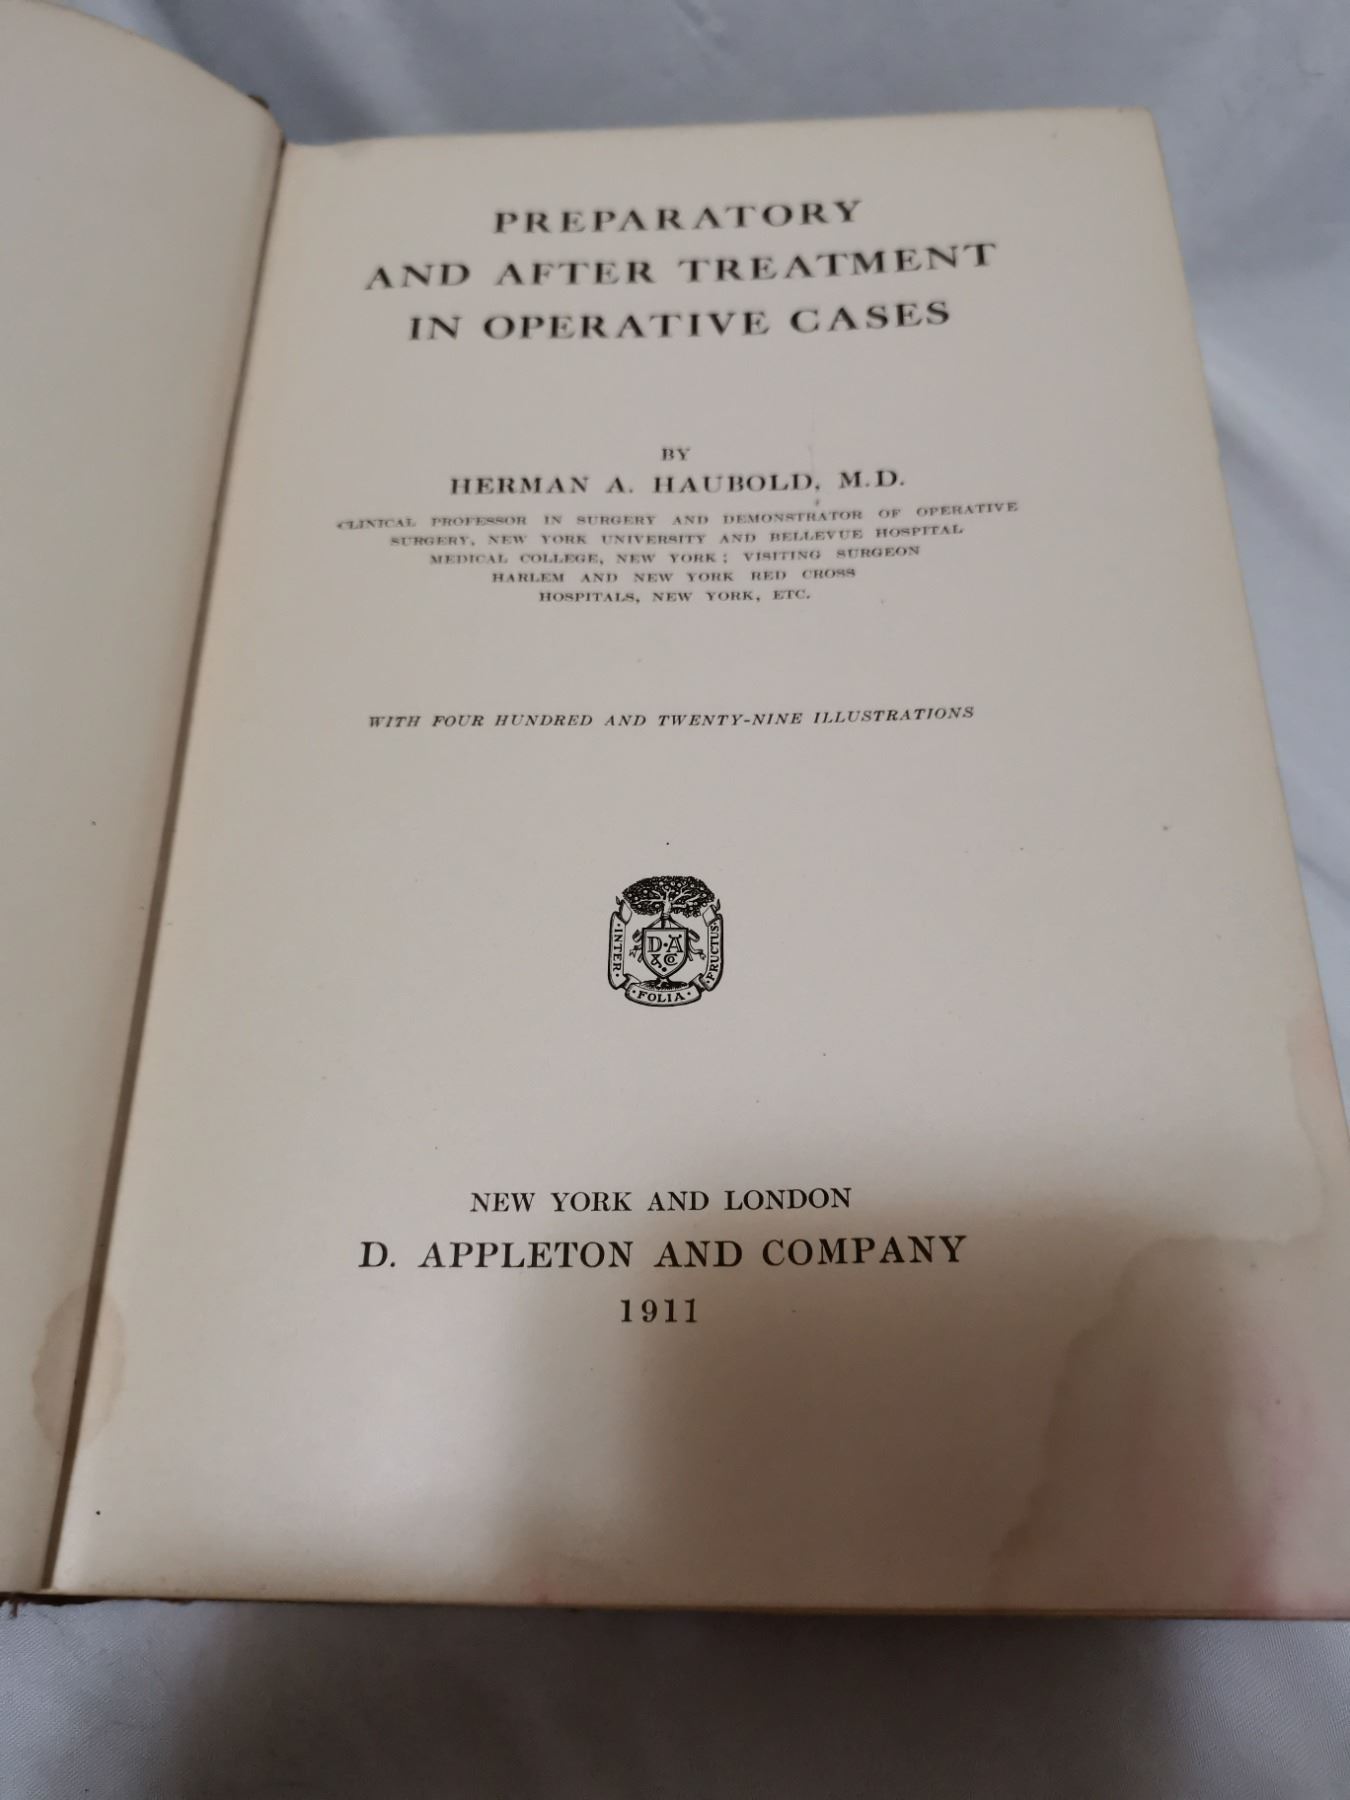 PREPARATORY
AND AFTER TREATMENT
IN OPERATIVE CASES
BY
HERMAN A. HAUBOLD, M.D.
CLINICAL PROFESSOR IN SURGERY AND DEMONSTRATOR OF OPERATIVE
SURGERY, NEW YORK UNIVERSITY AND BELLEVUE HOSPITAL
MEDICAL COLLEGE, NEW YORK; VISITING SURGEON
HARLEM AND NEW YORK RED CROSS
HOSPITALS, NEW YORK, ETC.
WITH FOUR HUNDRED AND TWENTY-NINE ILLUSTRATIONS
D·A
& Co
·INTER·
·FOLIA·
·FRUCTUS·
NEW YORK AND LONDON
D. APPLETON AND COMPANY
1911